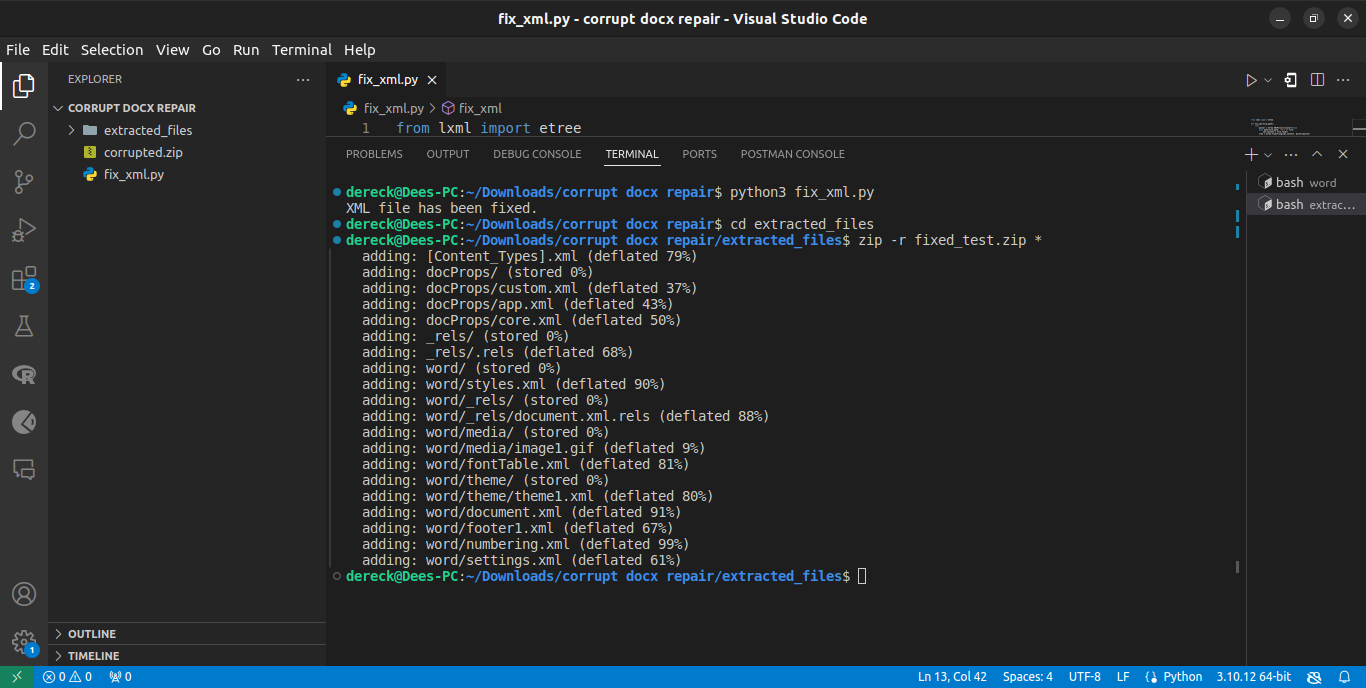 fix_xml.py - corrupt docx repair - Visual Studio Code
File Edit Selection View Go Run Terminal Help
EXPLORER
CORRUPT DOCX REPAIR
extracted_files
corrupted.zip
fix_xml.py
OUTLINE
TIMELINE
2
1
fix_xml.py
fix_xml.py > fix_xml
1 from lxml import etree
PROBLEMS OUTPUT DEBUG CONSOLE TERMINAL PORTS POSTMAN CONSOLE
dereck@Dees-PC:~/Downloads/corrupt docx repair$ python3 fix_xml.py
XML file has been fixed.
dereck@Dees-PC:~/Downloads/corrupt docx repair$ cd extracted_files
dereck@Dees-PC:~/Downloads/corrupt docx repair/extracted_files$ zip -r fixed_test.zip *
adding: [Content_Types].xml (deflated 79%)
adding: docProps/ (stored 0%)
adding: docProps/custom.xml (deflated 37%)
adding: docProps/app.xml (deflated 43%)
adding: docProps/core.xml (deflated 50%)
adding: _rels/ (stored 0%)
adding: _rels/.rels (deflated 68%)
adding: word/ (stored 0%)
adding: word/styles.xml (deflated 90%)
adding: word/_rels/ (stored 0%)
adding: word/_rels/document.xml.rels (deflated 88%)
adding: word/media/ (stored 0%)
adding: word/media/image1.gif (deflated 9%)
adding: word/fontTable.xml (deflated 81%)
adding: word/theme/ (stored 0%)
adding: word/theme/theme1.xml (deflated 80%)
adding: word/document.xml (deflated 91%)
adding: word/footer1.xml (deflated 67%)
adding: word/numbering.xml (deflated 99%)
adding: word/settings.xml (deflated 61%)
dereck@Dees-PC:~/Downloads/corrupt docx repair/extracted_files$
bash word
bash extrac...
0 0 0
Ln 13, Col 42 Spaces: 4 UTF-8 LF Python 3.10.12 64-bit